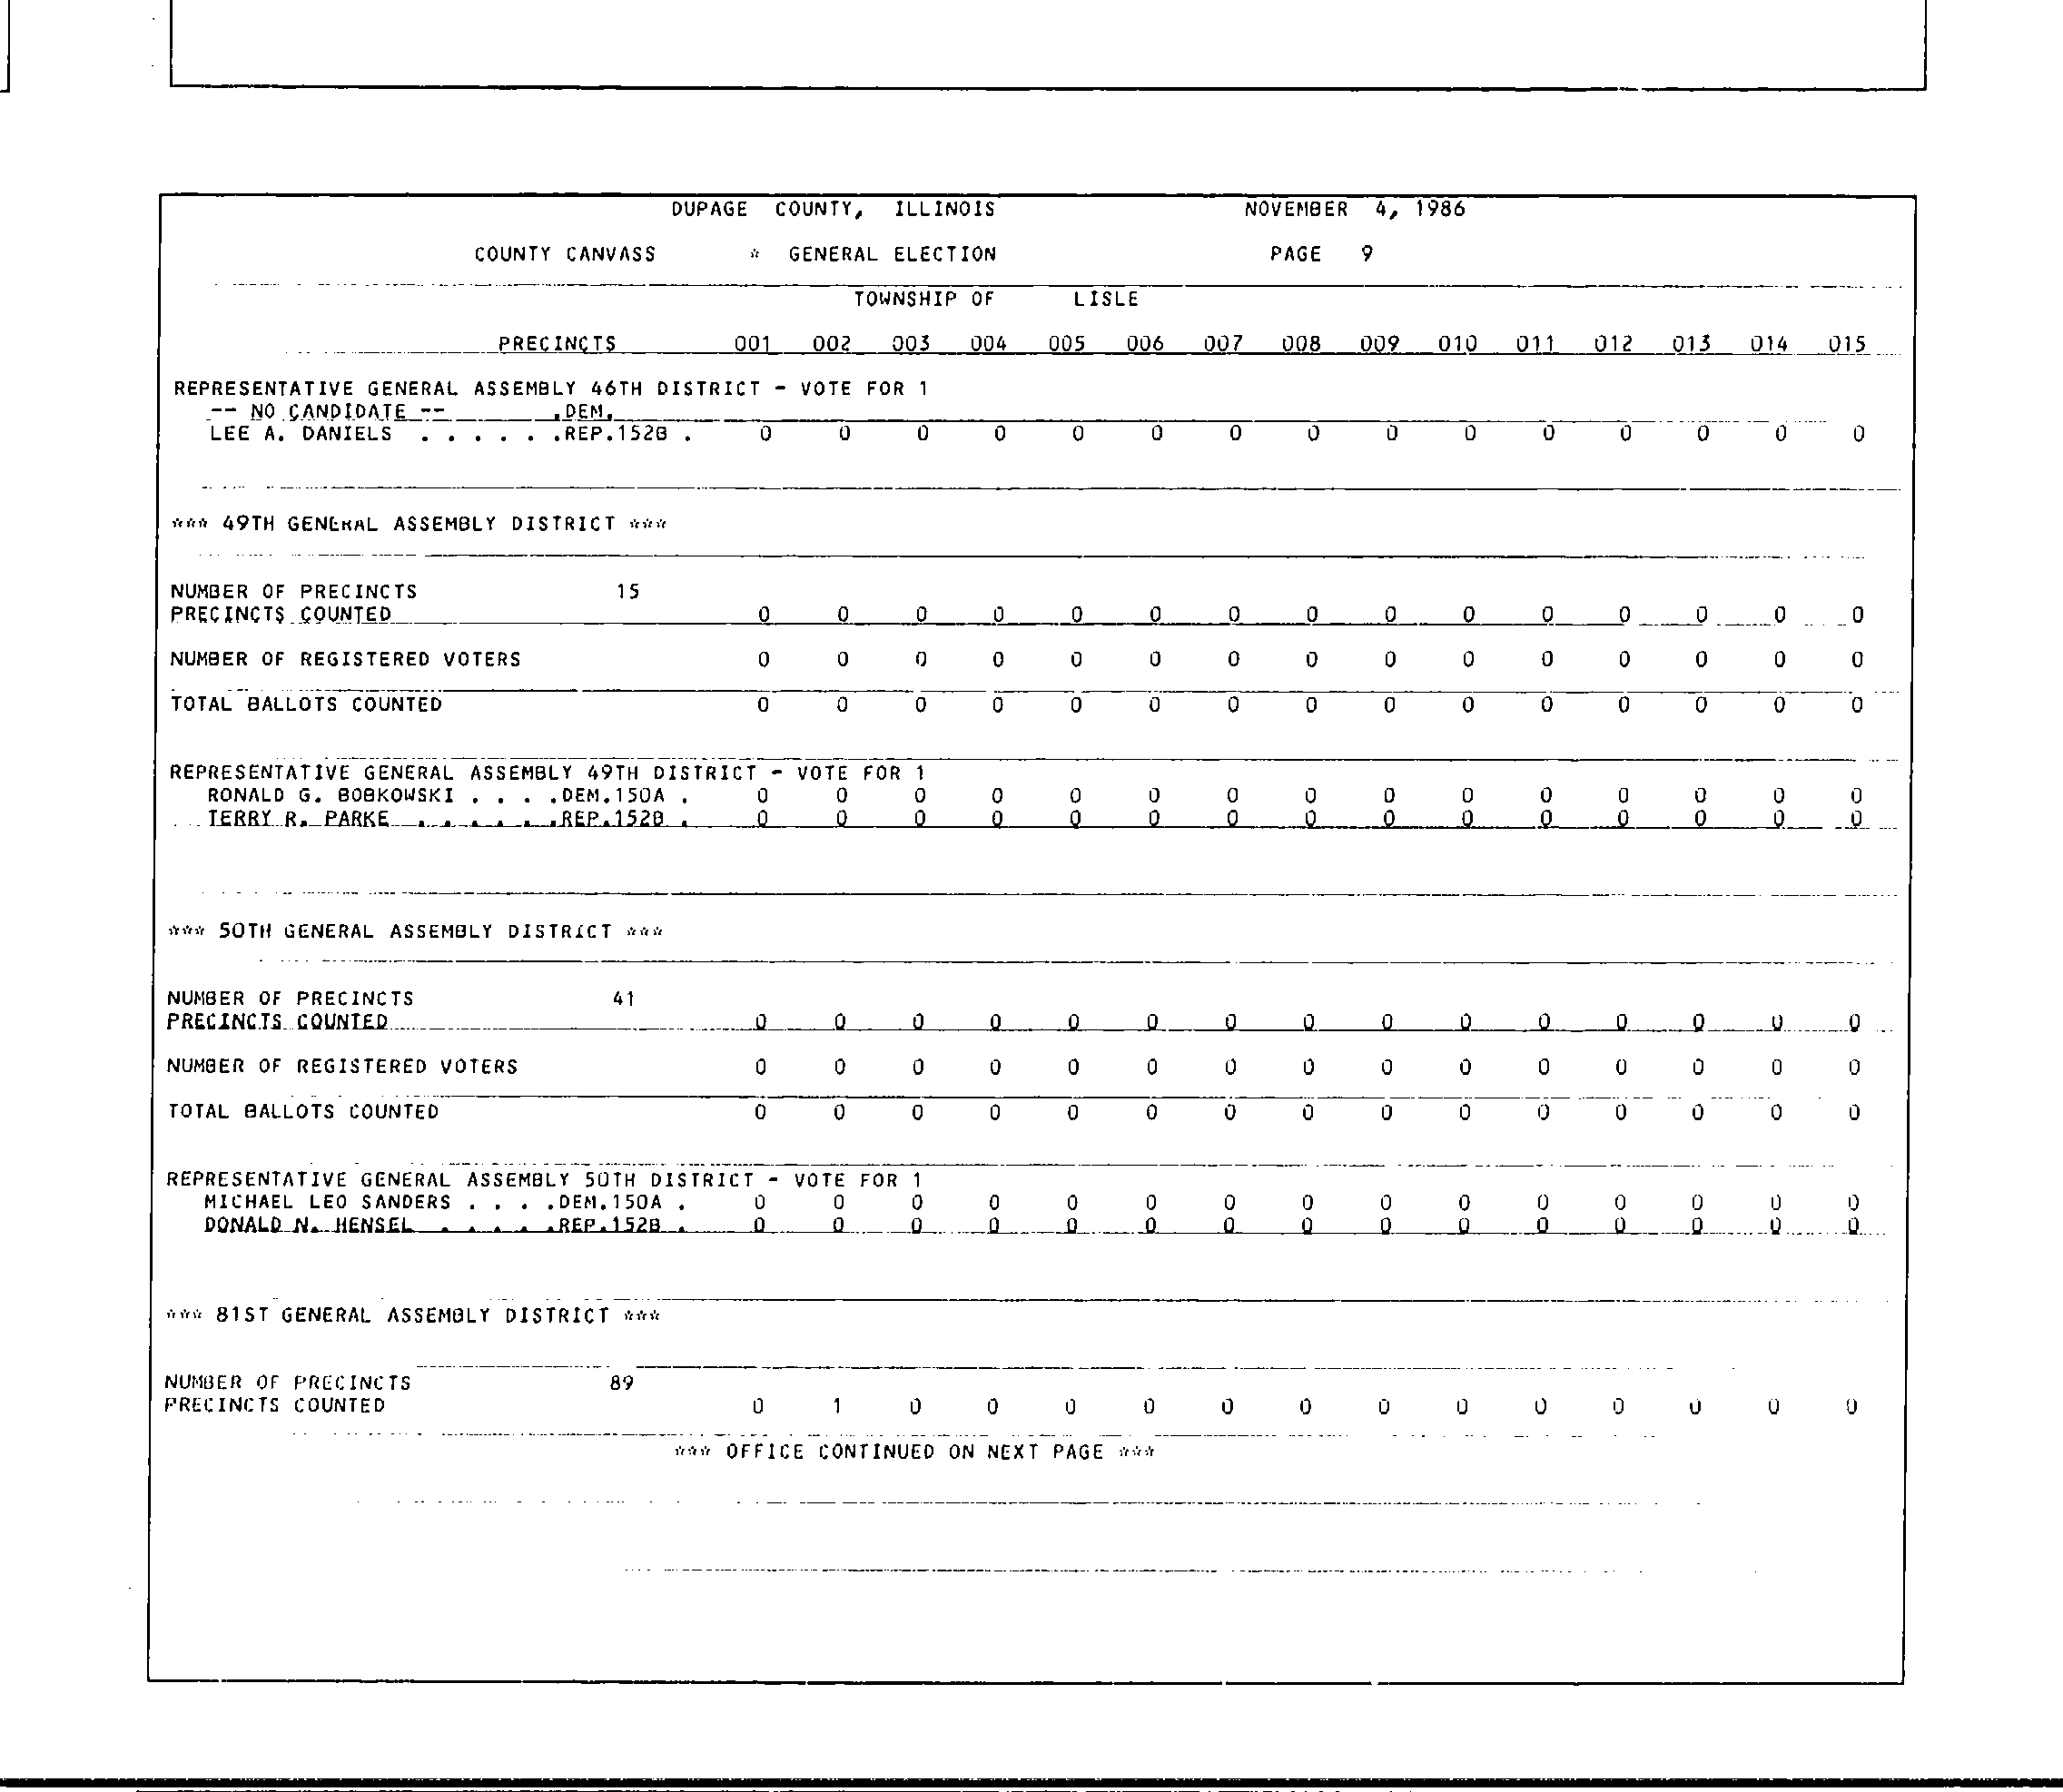 DUPAGE COUNTY, ILLINOIS NOVEMBER 4, 1986
COUNTY CANVASS * GENERAL ELECTION PAGE 9
TOWNSHIP OF LISLE
PRECINCTS 001 002 003 004 005 006 007 008 009 010 011 012 013 014 015
REPRESENTATIVE GENERAL ASSEMBLY 46TH DISTRICT - VOTE FOR 1
-- NO CANDIDATE -- .DEM.
LEE A. DANIELS . . . . . .REP.152B . 0 0 0 0 0 0 0 0 0 0 0 0 0 0 0
*** 49TH GENERAL ASSEMBLY DISTRICT ***
NUMBER OF PRECINCTS 15
PRECINCTS COUNTED 0 0 0 0 0 0 0 0 0 0 0 0 0 0 0
NUMBER OF REGISTERED VOTERS 0 0 0 0 0 0 0 0 0 0 0 0 0 0 0
TOTAL BALLOTS COUNTED 0 0 0 0 0 0 0 0 0 0 0 0 0 0 0
REPRESENTATIVE GENERAL ASSEMBLY 49TH DISTRICT - VOTE FOR 1
RONALD G. BOBKOWSKI . . . .DEM.150A . 0 0 0 0 0 0 0 0 0 0 0 0 0 0 0
TERRY R. PARKE . . . . . .REP.152B . 0 0 0 0 0 0 0 0 0 0 0 0 0 0 0
*** 50TH GENERAL ASSEMBLY DISTRICT ***
NUMBER OF PRECINCTS 41
PRECINCTS COUNTED 0 0 0 0 0 0 0 0 0 0 0 0 0 0 0
NUMBER OF REGISTERED VOTERS 0 0 0 0 0 0 0 0 0 0 0 0 0 0 0
TOTAL BALLOTS COUNTED 0 0 0 0 0 0 0 0 0 0 0 0 0 0 0
REPRESENTATIVE GENERAL ASSEMBLY 50TH DISTRICT - VOTE FOR 1
MICHAEL LEO SANDERS . . . .DEM.150A . 0 0 0 0 0 0 0 0 0 0 0 0 0 0 0
DONALD N. HENSEL . . . . .REP.152B . 0 0 0 0 0 0 0 0 0 0 0 0 0 0 0
*** 81ST GENERAL ASSEMBLY DISTRICT ***
NUMBER OF PRECINCTS 89
PRECINCTS COUNTED 0 1 0 0 0 0 0 0 0 0 0 0 0 0 0
*** OFFICE CONTINUED ON NEXT PAGE ***